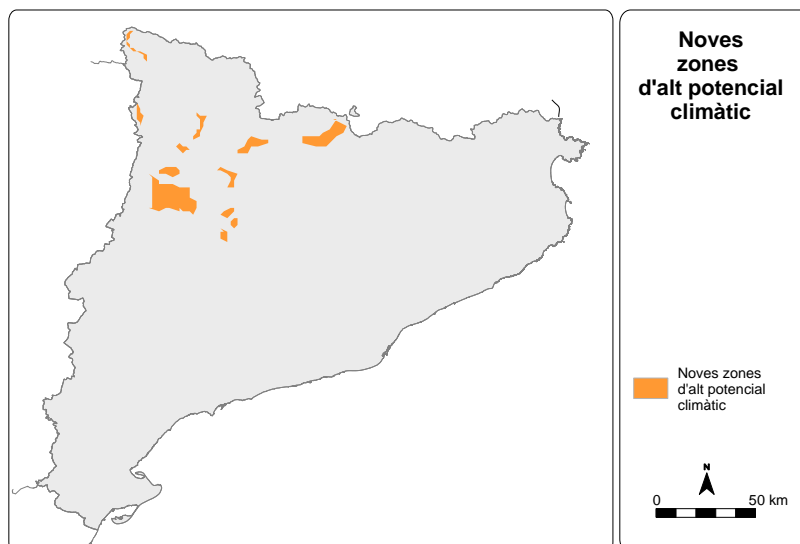 Noves
zones
d'alt potencial
climàtic
Noves zones
d'alt potencial
climàtic
N
0 50 km